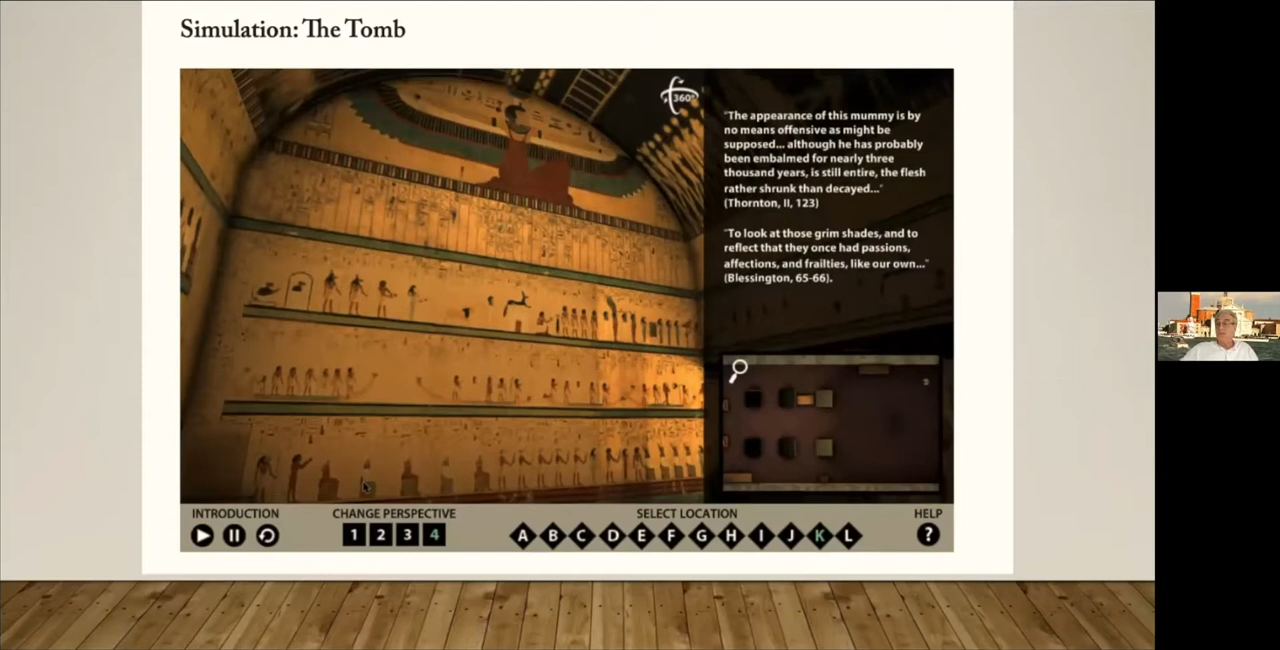 Simulation: The Tomb
360°
"The appearance of this mummy is by
no means offensive as might be
supposed... although he has probably
been embalmed for nearly three
thousand years, is still entire, the flesh
rather shrunk than decayed..."
(Thornton, II, 123)
"To look at those grim shades, and to
reflect that they once had passions,
affections, and frailties, like our own..."
(Blessington, 65-66).
INTRODUCTION
CHANGE PERSPECTIVE
1 2 3 4
SELECT LOCATION
A B C D E F G H I J K L
HELP
?